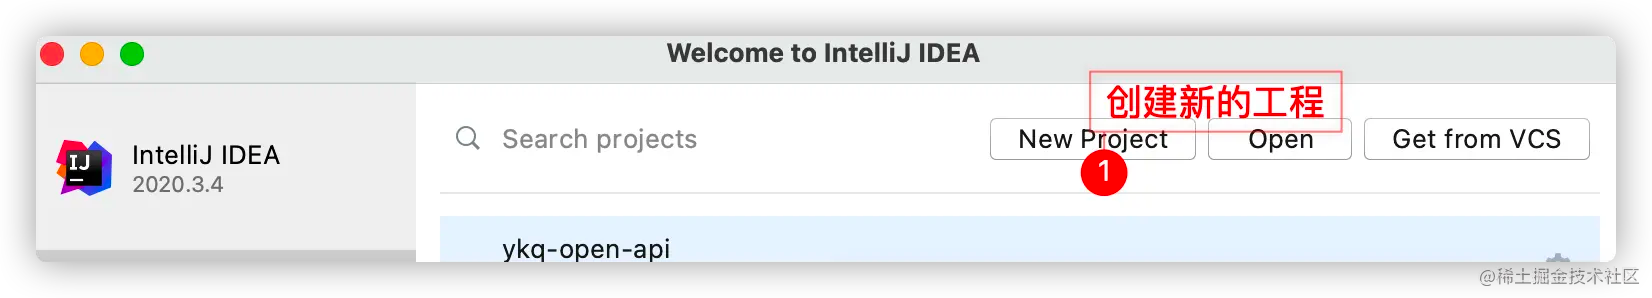 Welcome to IntelliJ IDEA
创建新的工程
IJ
IntelliJ IDEA
2020.3.4
Search projects
New Project
Open
Get from VCS
1
ykq-open-api
@稀土掘金技术社区